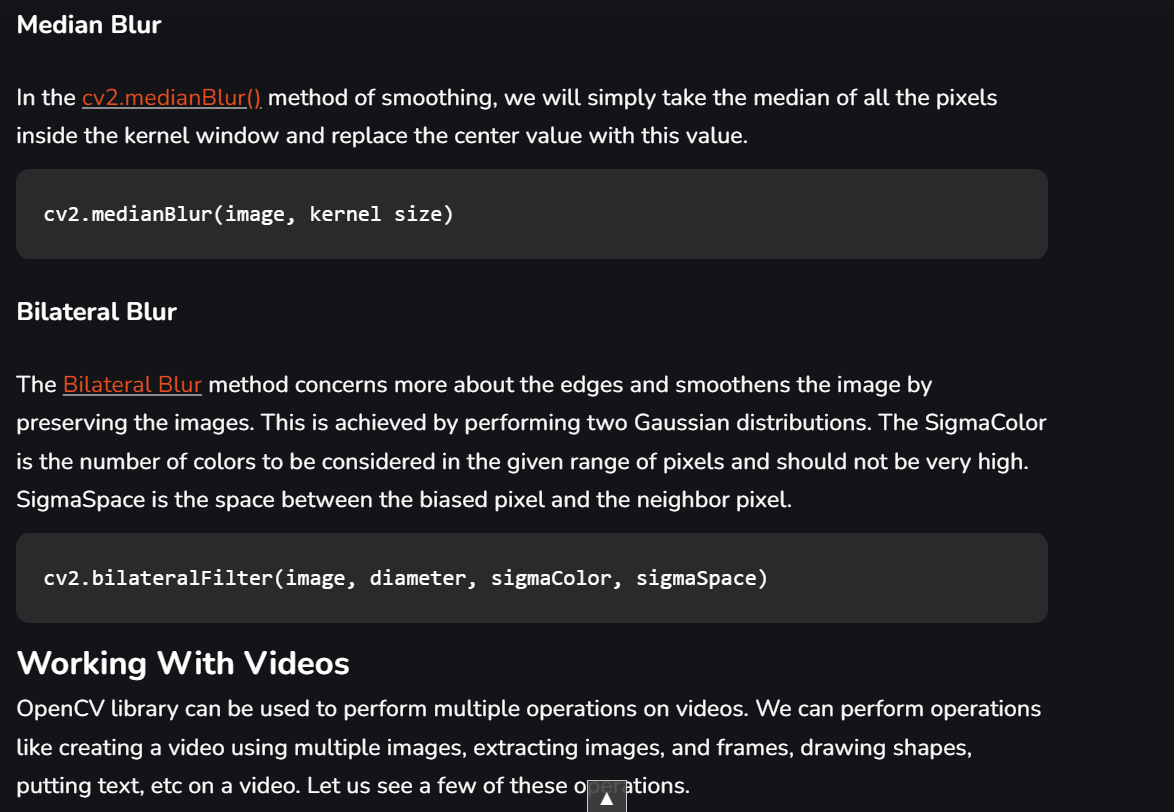 Median Blur
In the cv2.medianBlur() method of smoothing, we will simply take the median of all the pixels
inside the kernel window and replace the center value with this value.
cv2.medianBlur(image, kernel size)
Bilateral Blur
The Bilateral Blur method concerns more about the edges and smoothens the image by
preserving the images. This is achieved by performing two Gaussian distributions. The SigmaColor
is the number of colors to be considered in the given range of pixels and should not be very high.
SigmaSpace is the space between the biased pixel and the neighbor pixel.
cv2.bilateralFilter(image, diameter, sigmaColor, sigmaSpace)
Working With Videos
OpenCV library can be used to perform multiple operations on videos. We can perform operations
like creating a video using multiple images, extracting images, and frames, drawing shapes,
putting text, etc on a video. Let us see a few of these operations.